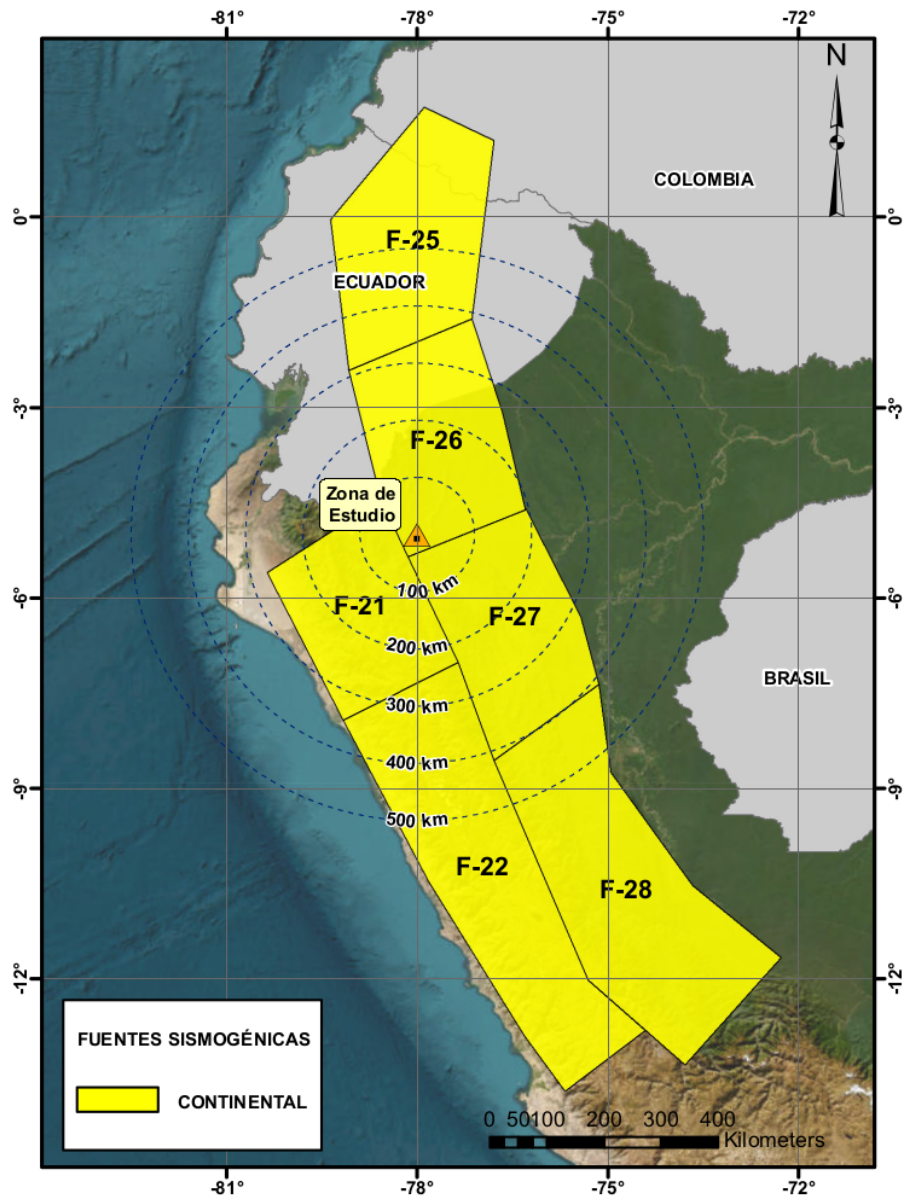 -81° -78° -75° -72°
N
COLOMBIA
0° 0°
F-25
ECUADOR
-3° -3°
F-26
Zona de
Estudio
100 km
-6° -6°
F-21
F-27
200 km
BRASIL
300 km
400 km
-9° -9°
500 km
F-22
F-28
-12° -12°
FUENTES SISMOGÉNICAS
CONTINENTAL
0 50100 200 300 400
Kilometers
-81° -78° -75° -72°